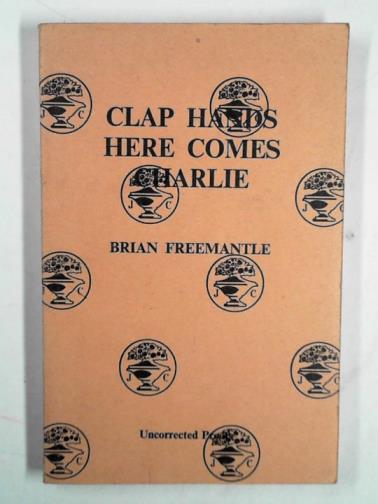 CLAP HANDS
HERE COMES
CHARLIE
BRIAN FREEMANTLE
Uncorrected Proof
J C
J C
J C
J C
J C
J C
J C
J C
J C